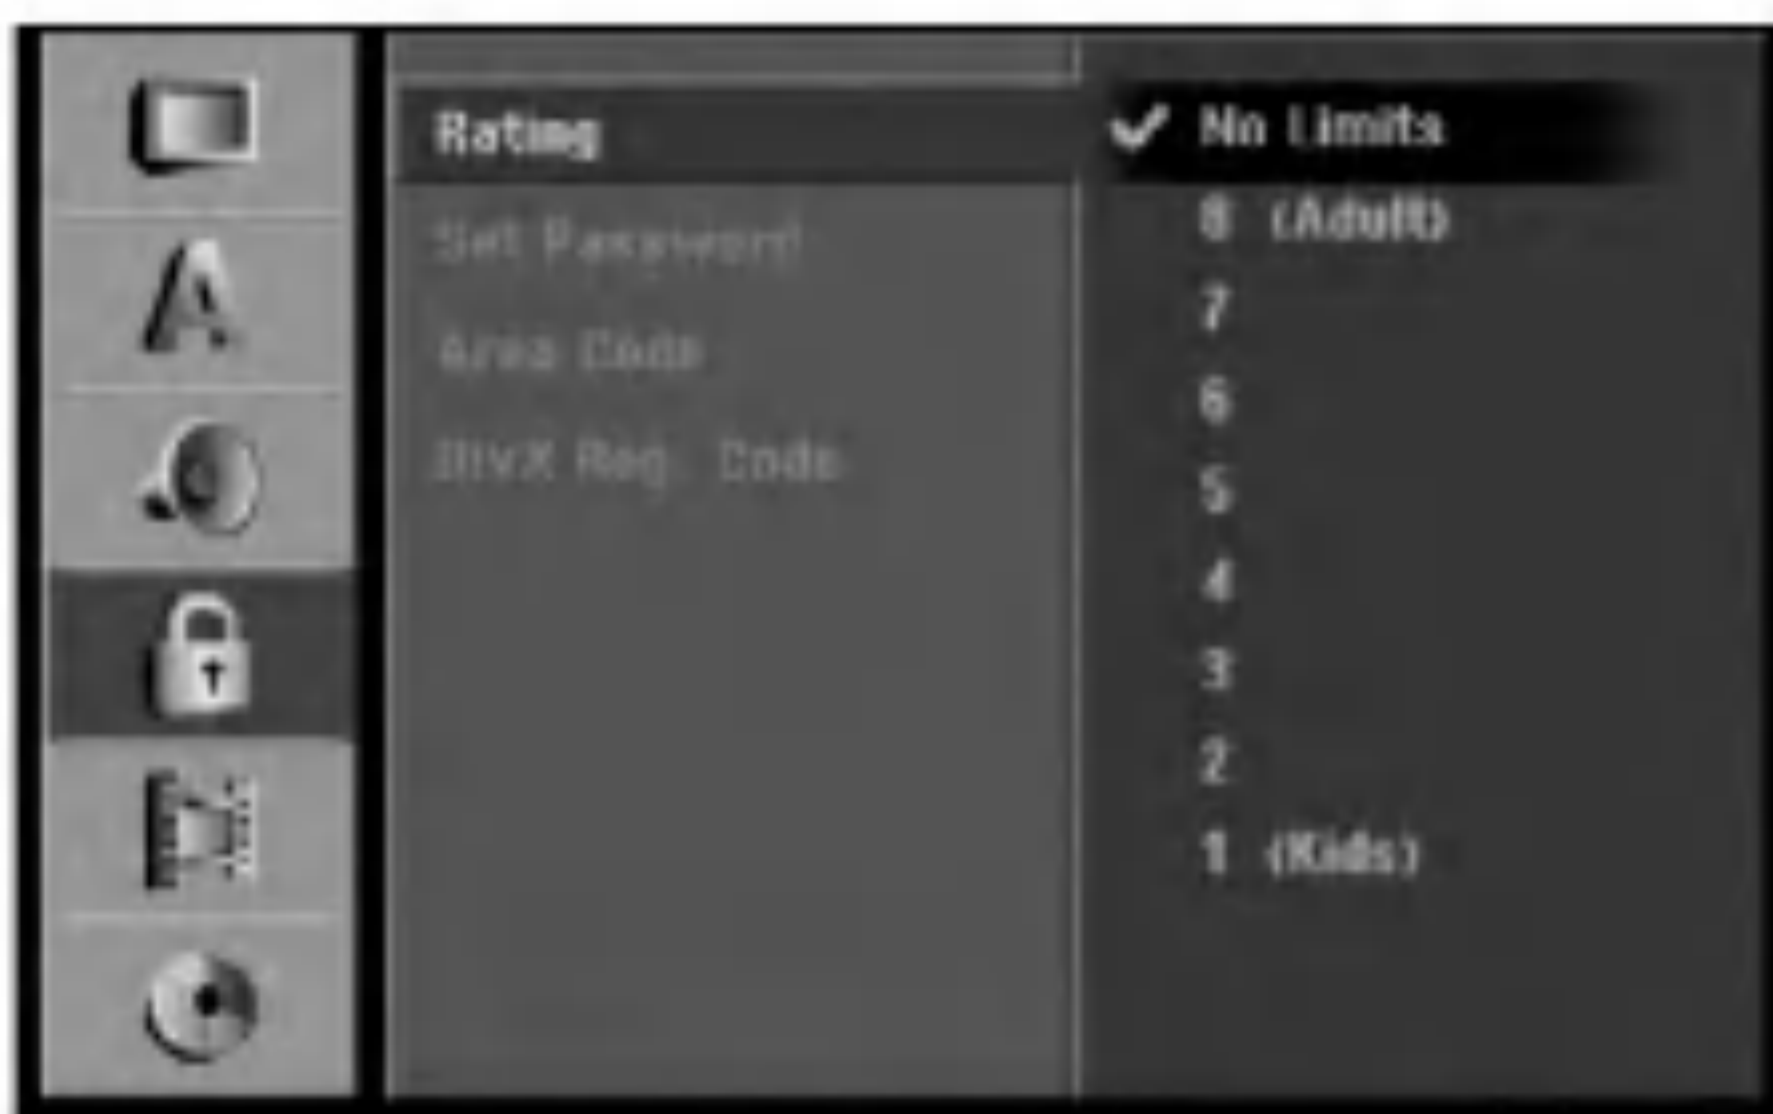 Rating
Set Password
Area Code
DivX Reg. Code
No Limits
8 (Adult)
7
6
5
4
3
2
1 (Kids)